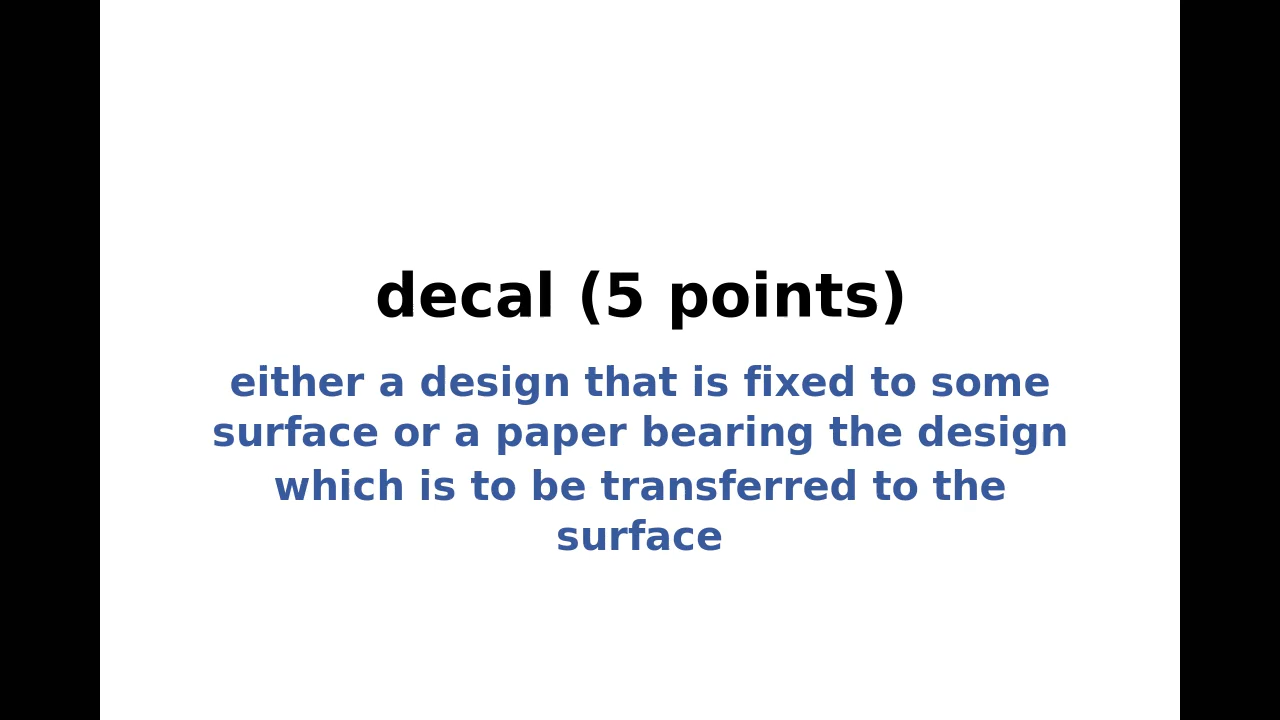 decal (5 points)
either a design that is fixed to some
surface or a paper bearing the design
which is to be transferred to the
surface